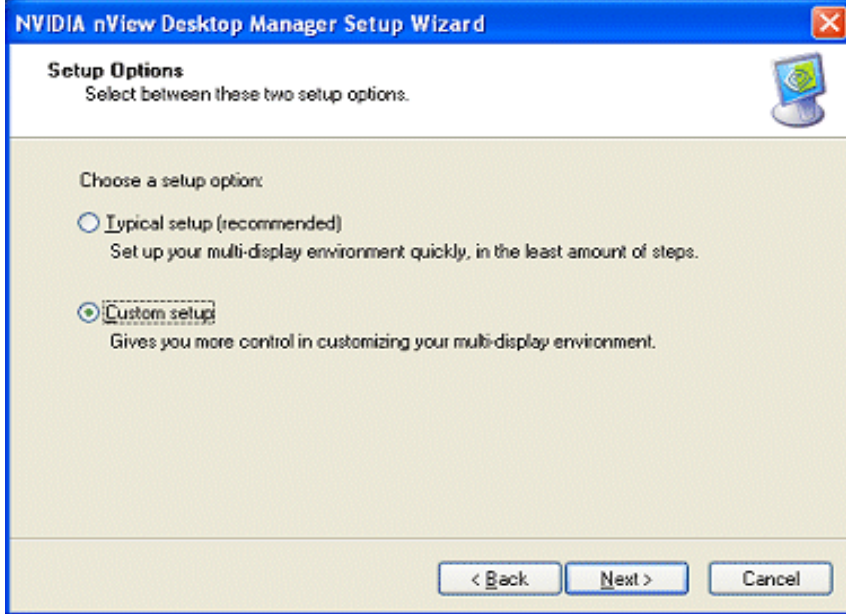 NVIDIA nView Desktop Manager Setup Wizard
Setup Options
Select between these two setup options.
Choose a setup option:
Typical setup (recommended)
Set up your multi-display environment quickly, in the least amount of steps.
Custom setup
Gives you more control in customizing your multi-display environment.
< Back
Next >
Cancel